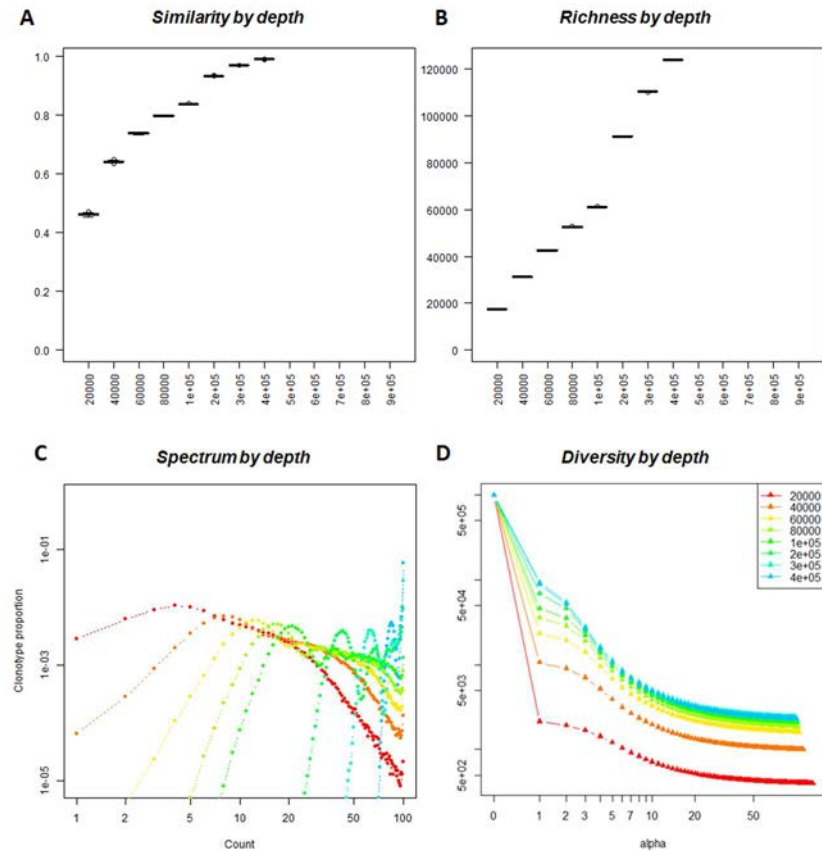 A
Similarity by depth
1.0
0.8
0.6
0.4
0.2
0.0
20000
40000
60000
80000
1e+05
2e+05
3e+05
4e+05
5e+05
6e+05
7e+05
8e+05
9e+05
B
Richness by depth
120000
100000
80000
60000
40000
20000
0
20000
40000
60000
80000
1e+05
2e+05
3e+05
4e+05
5e+05
6e+05
7e+05
8e+05
9e+05
C
Spectrum by depth
Clonotype proportion
1e-01
1e-03
1e-05
1
2
5
10
20
50
100
Count
D
Diversity by depth
5e+05
5e+04
5e+03
5e+02
0
1
2
3
5
7
10
20
50
alpha
20000
40000
60000
80000
1e+05
2e+05
3e+05
4e+05